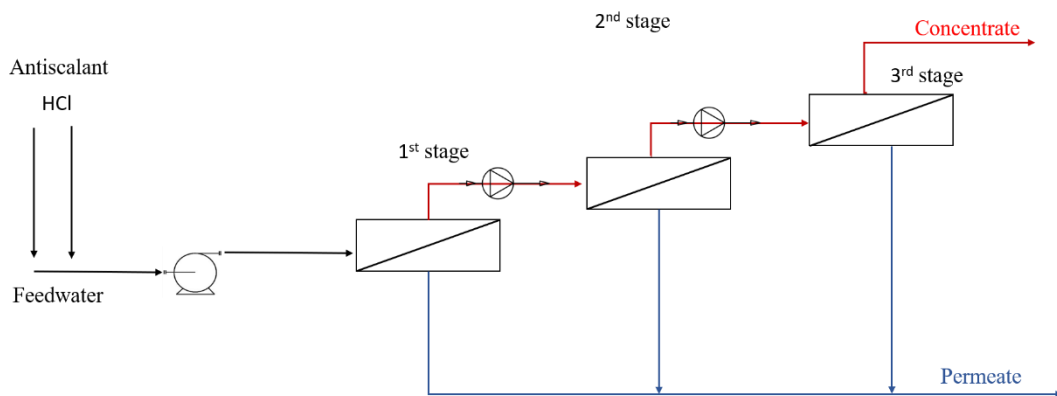 2nd stage
Concentrate
Antiscalant
3rd stage
HCl
1st stage
Feedwater
Permeate